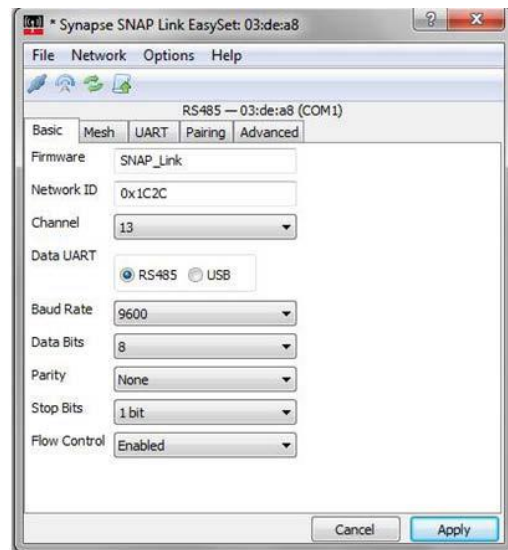 * Synapse SNAP Link EasySet: 03:de:a8
File Network Options Help
RS485 — 03:de:a8 (COM1)
Basic Mesh UART Pairing Advanced
Firmware SNAP_Link
Network ID 0x1C2C
Channel 13
Data UART
RS485 USB
Baud Rate 9600
Data Bits 8
Parity None
Stop Bits 1 bit
Flow Control Enabled
Cancel Apply